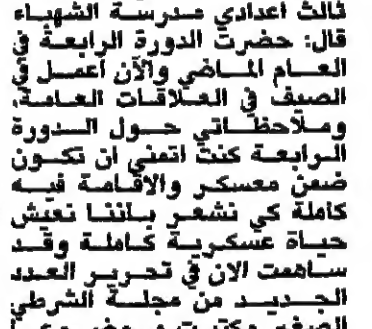 ثالث اعدادي مدرسة الشهباء
قال: حضرت الدورة الرابعة في
العام الماضي والآن أعمل في
الصيف في العلاقات العامة،
وملاحظاتي حول الدورة
الرابعة كنت اتمنى ان تكون
ضمن معسكر والاقامة فيه
كاملة كي نشعر باننا نعيش
حياة عسكرية كاملة وقد
ساهمت الان في تحرير العدد
الجديد من مجلة الشرطي